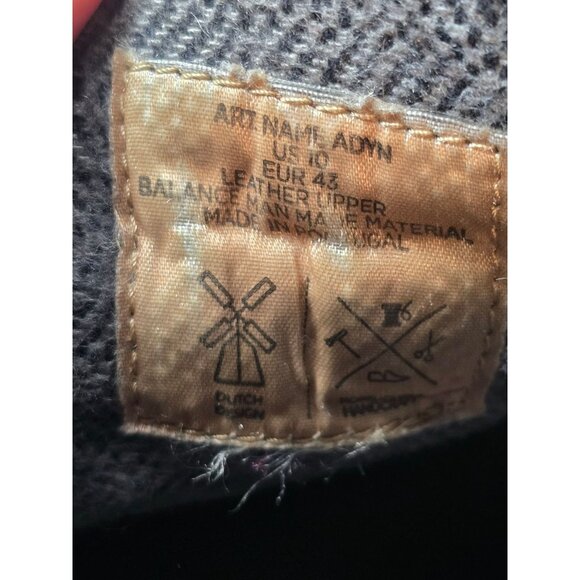 ART NAME ADYN
US 10
EUR 43
LEATHER UPPER
BALANCE MAN MADE MATERIAL
MADE IN PORTUGAL
DUTCH
DESIGN